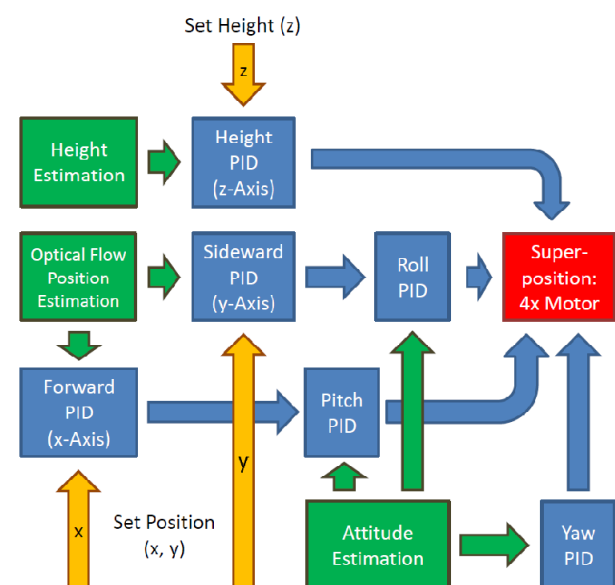 Set Height (z)
z
Height
Estimation
Height
PID
(z-Axis)
Optical Flow
Position
Estimation
Sideward
PID
(y-Axis)
Roll
PID
Super-
position:
4x Motor
Forward
PID
(x-Axis)
Pitch
PID
y
x
Set Position
(x, y)
Attitude
Estimation
Yaw
PID